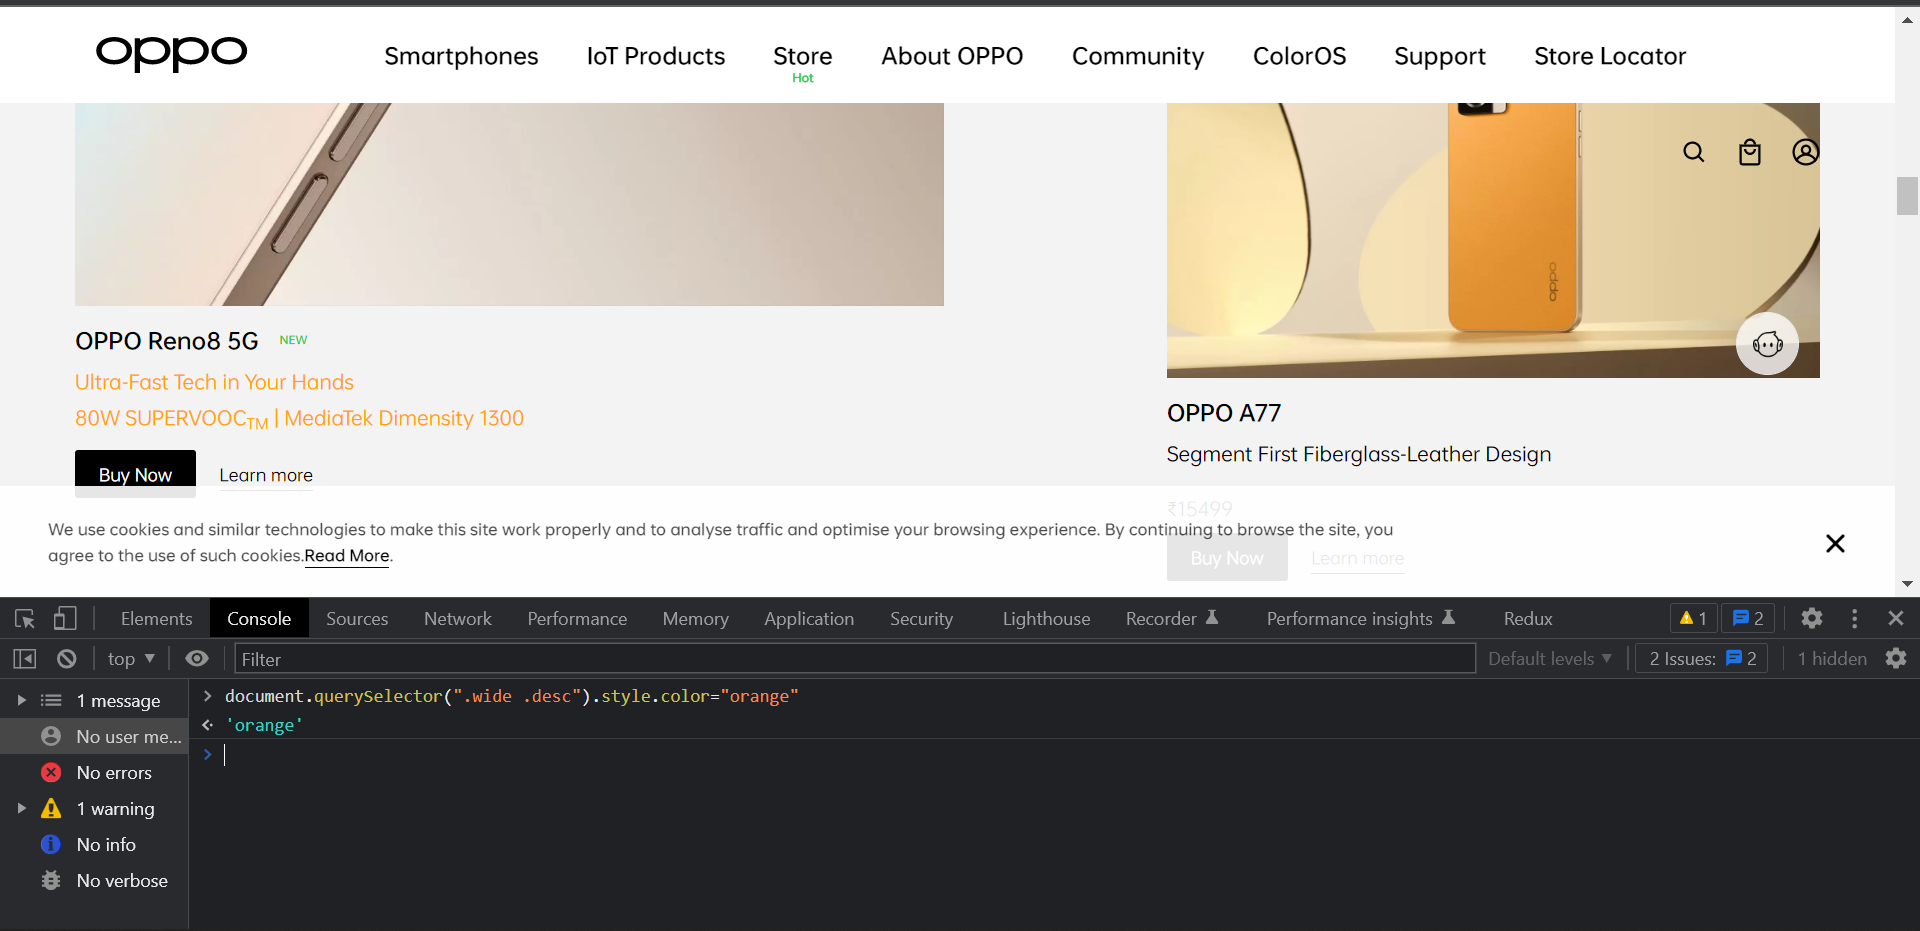 oppo
Smartphones IoT Products Store About OPPO Community ColorOS Support Store Locator
Hot
oppo
OPPO Reno8 5G NEW
Ultra-Fast Tech in Your Hands
80W SUPERVOOCTM | MediaTek Dimensity 1300
Buy Now Learn more
OPPO A77
Segment First Fiberglass-Leather Design
₹15499
Buy Now Learn more
We use cookies and similar technologies to make this site work properly and to analyse traffic and optimise your browsing experience. By continuing to browse the site, you
agree to the use of such cookies.Read More.
Elements Console Sources Network Performance Memory Application Security Lighthouse Recorder Performance insights Redux 1 2
top Filter Default levels 2 Issues: 2 1 hidden
1 message
No user me...
No errors
1 warning
No info
No verbose
document.querySelector(".wide .desc").style.color="orange"
'orange'